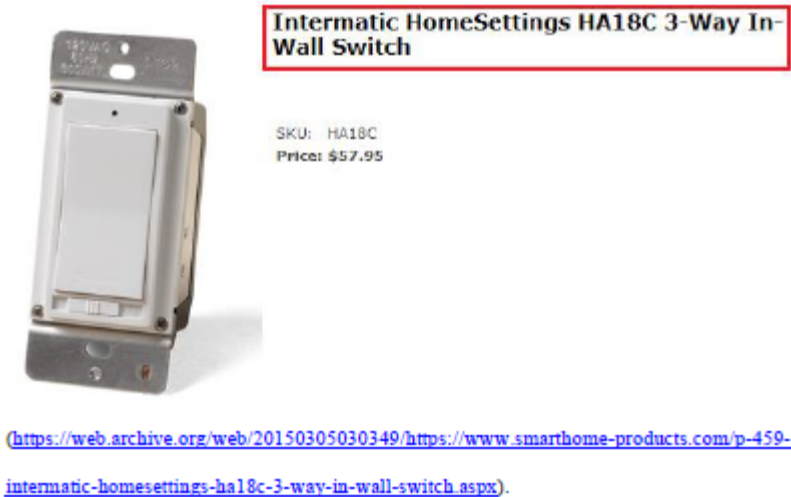 Intermatic HomeSettings HA18C 3-Way In-
Wall Switch
SKU: HA18C
Price: $57.95
(https://web.archive.org/web/20150305030349/https://www.smarthome-products.com/p-459-
intermatic-homesettings-ha18c-3-way-in-wall-switch.aspx).